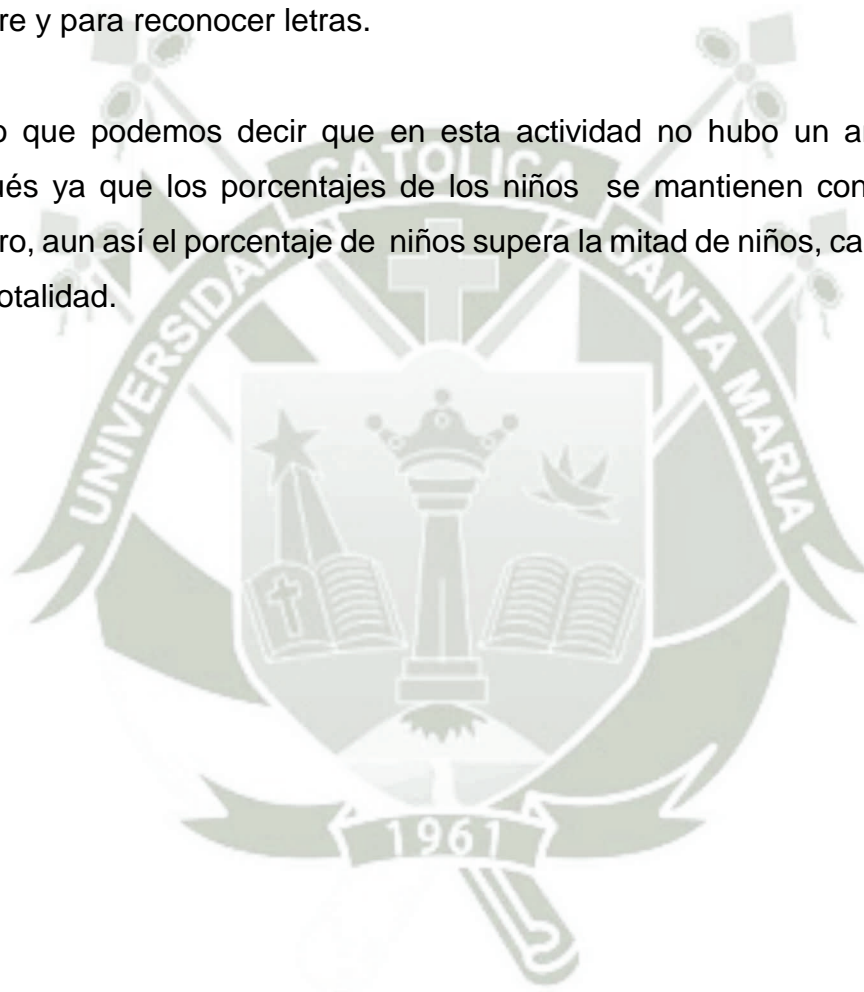 re y para reconocer letras.
o que podemos decir que en esta actividad no hubo un a
ués ya que los porcentajes de los niños se mantienen con
ro, aun así el porcentaje de niños supera la mitad de niños, ca
otalidad.
UNIVERSIDAD CATOLICA SANTA MARIA
1961